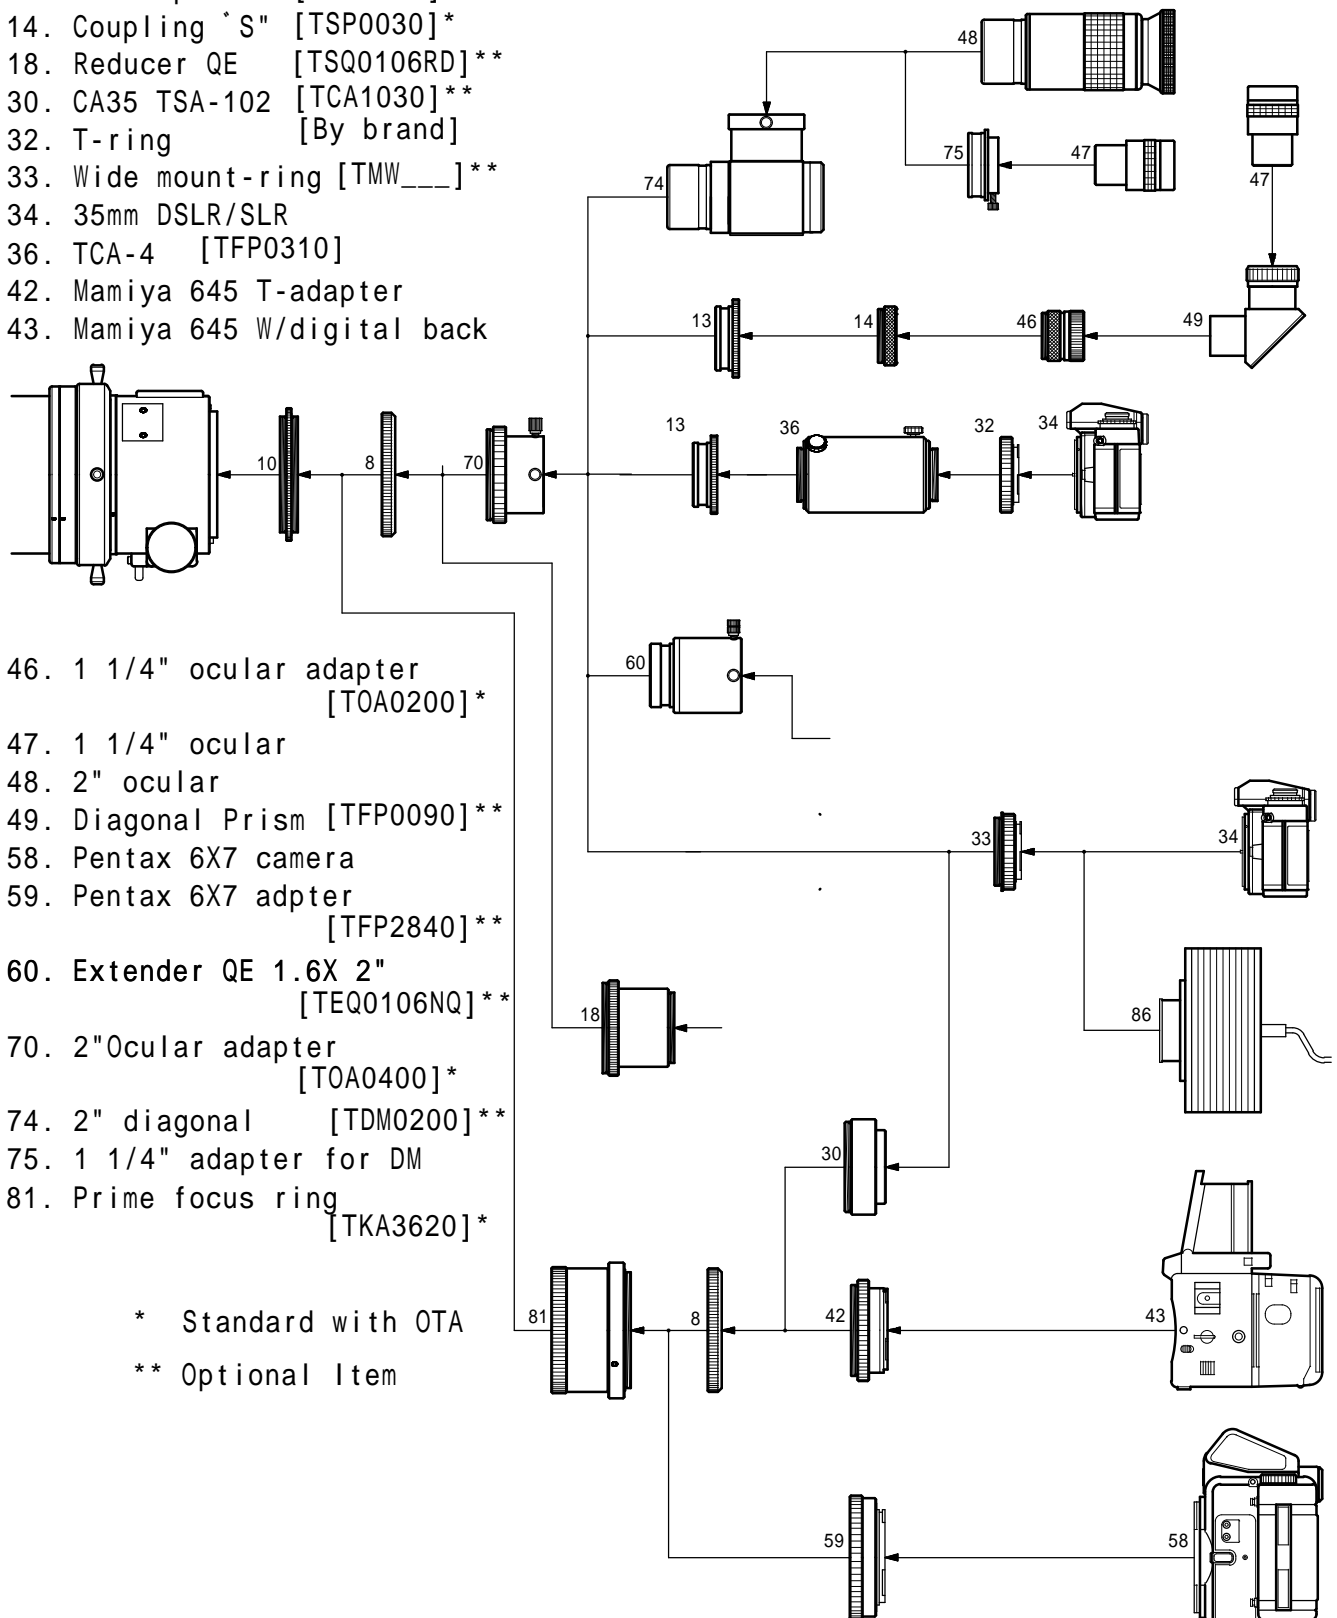 14. Coupling `S" [TSP0030]*
18. Reducer QE [TSQ0106RD]**
30. CA35 TSA-102 [TCA1030]**
32. T-ring [By brand]
33. Wide mount-ring [TMW___]**
34. 35mm DSLR/SLR
36. TCA-4 [TFP0310]
42. Mamiya 645 T-adapter
43. Mamiya 645 W/digital back
48
47
75
47
74
13
14
46
49
13
36
32
34
10
8
70
46. 1 1/4" ocular adapter
[TOA0200]*
47. 1 1/4" ocular
48. 2" ocular
49. Diagonal Prism [TFP0090]**
58. Pentax 6X7 camera
59. Pentax 6X7 adpter
[TFP2840]**
60. Extender QE 1.6X 2"
[TEQ0106NQ]**
70. 2"Ocular adapter
[TOA0400]*
74. 2" diagonal [TDM0200]**
75. 1 1/4" adapter for DM
81. Prime focus ring
[TKA3620]*
* Standard with OTA
** Optional Item
60
33
34
18
86
30
81
8
42
43
59
58